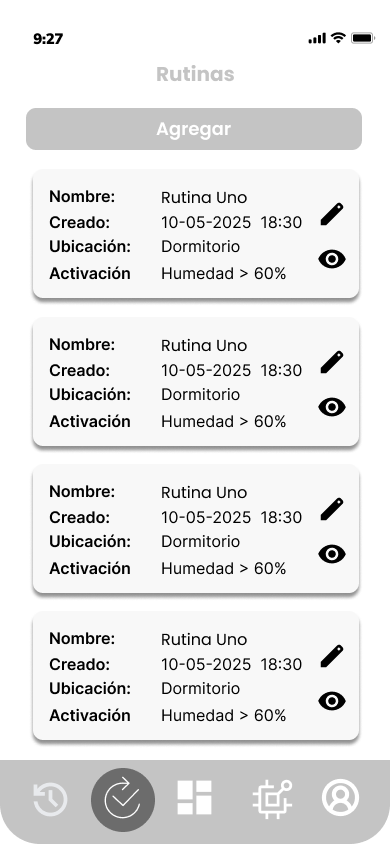 9:27
Rutinas
Agregar
Nombre: Rutina Uno
Creado: 10-05-2025 18:30
Ubicación: Dormitorio
Activación Humedad > 60%
Nombre: Rutina Uno
Creado: 10-05-2025 18:30
Ubicación: Dormitorio
Activación Humedad > 60%
Nombre: Rutina Uno
Creado: 10-05-2025 18:30
Ubicación: Dormitorio
Activación Humedad > 60%
Nombre: Rutina Uno
Creado: 10-05-2025 18:30
Ubicación: Dormitorio
Activación Humedad > 60%